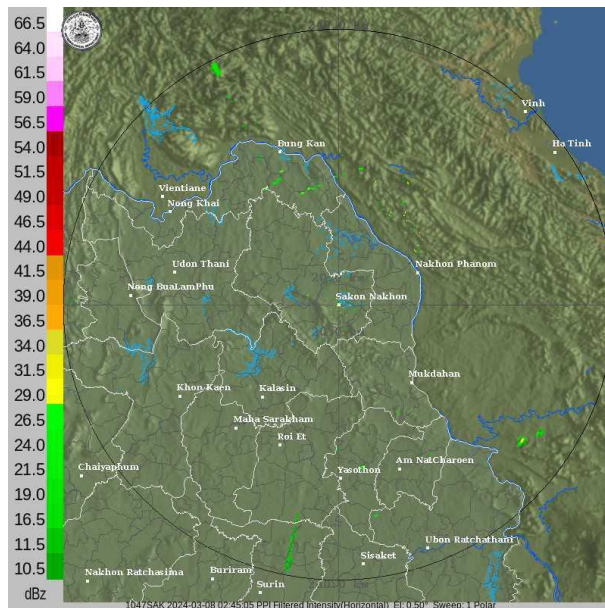 66.5
64.0
61.5
59.0
56.5
54.0
51.5
49.0
46.5
44.0
41.5
39.0
36.5
34.0
31.5
29.0
26.5
24.0
21.5
19.0
16.5
11.5
10.5
dBz
Vinh
Ha Tinh
Bung Kan
Vientiane
Nong Khai
Udon Thani
Nakhon Phanom
Nong BuaLamPhu
Sakon Nakhon
Mukdahan
Khon Kaen
Kalasin
Maha Sarakham
Roi Et
Chaiyaphum
Yasothon
Am NatCharoen
Ubon Ratchathani
Sisaket
Nakhon Ratchasima
Buriram
Surin
1047SAK 2024-03-08 02:45:05 PPI Filtered Intensity(Horizontal) El: 0.50° Sweep: 1 Polar